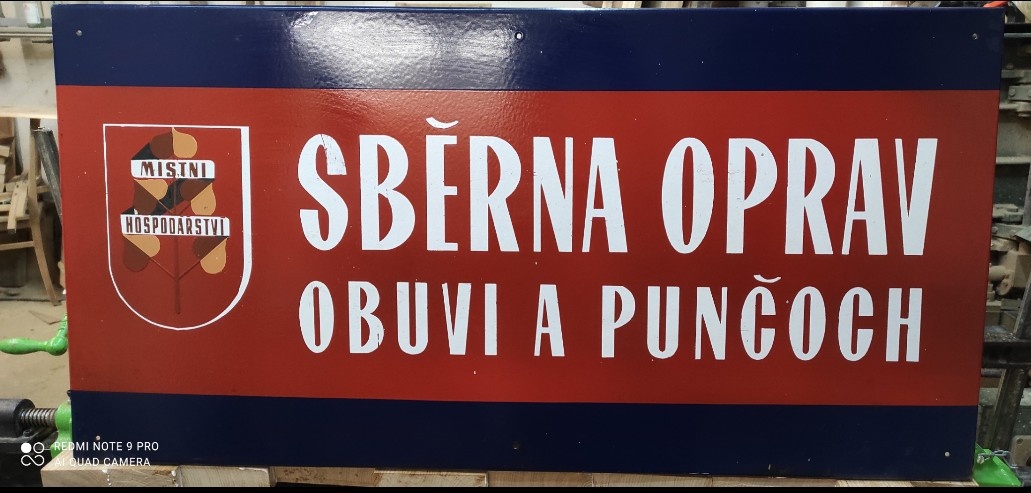 MÍSTNÍ
HOSPODÁŘSTVÍ
SBĚRNA OPRAV
OBUVI A PUNČOCH
REDMI NOTE 9 PRO
AI QUAD CAMERA